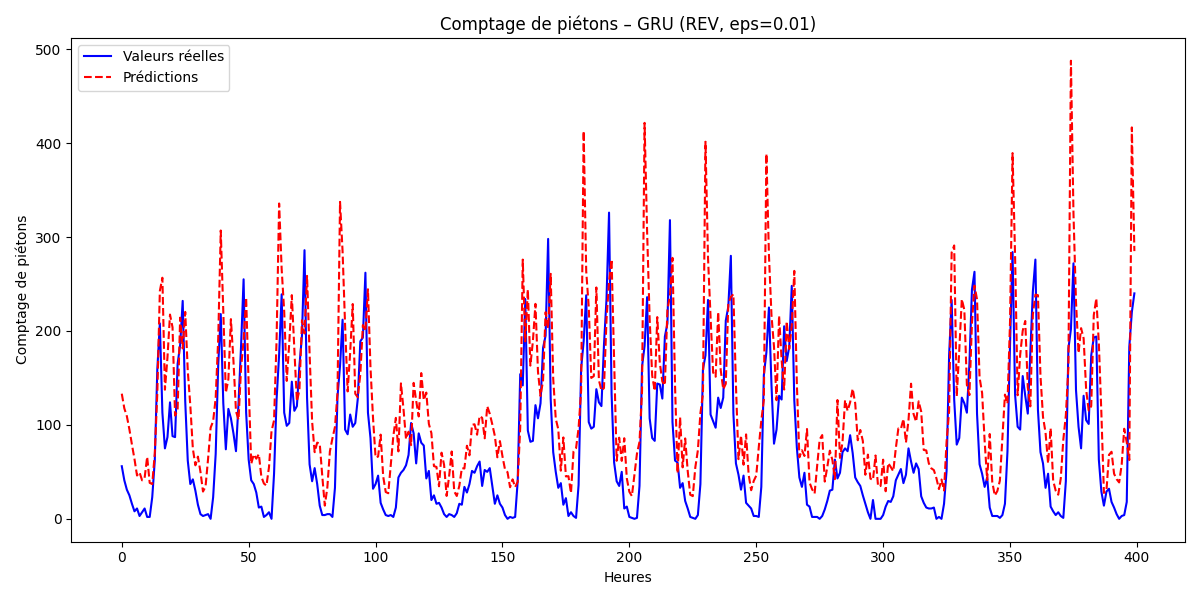 Comptage de piétons – GRU (REV, eps=0.01)
Valeurs réelles
Prédictions
Comptage de piétons
500
400
300
200
100
0
0 50 100 150 200 250 300 350 400
Heures